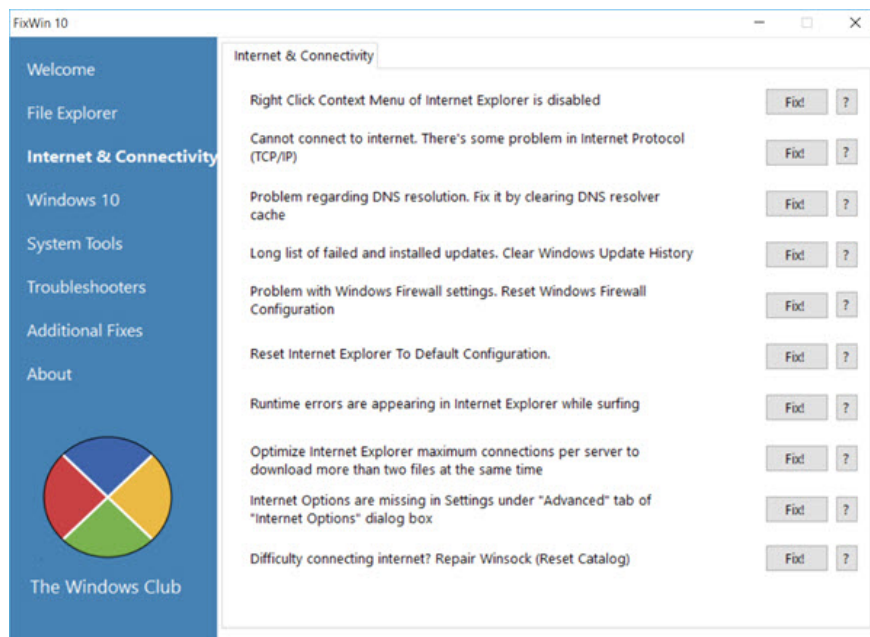 FixWin 10
Welcome
File Explorer
Internet & Connectivity
Windows 10
System Tools
Troubleshooters
Additional Fixes
About
The Windows Club
Internet & Connectivity
Right Click Context Menu of Internet Explorer is disabled
Fix!
?
Cannot connect to internet. There's some problem in Internet Protocol
(TCP/IP)
Fix!
?
Problem regarding DNS resolution. Fix it by clearing DNS resolver
cache
Fix!
?
Long list of failed and installed updates. Clear Windows Update History
Fix!
?
Problem with Windows Firewall settings. Reset Windows Firewall
Configuration
Fix!
?
Reset Internet Explorer To Default Configuration.
Fix!
?
Runtime errors are appearing in Internet Explorer while surfing
Fix!
?
Optimize Internet Explorer maximum connections per server to
download more than two files at the same time
Fix!
?
Internet Options are missing in Settings under "Advanced" tab of
"Internet Options" dialog box
Fix!
?
Difficulty connecting internet? Repair Winsock (Reset Catalog)
Fix!
?